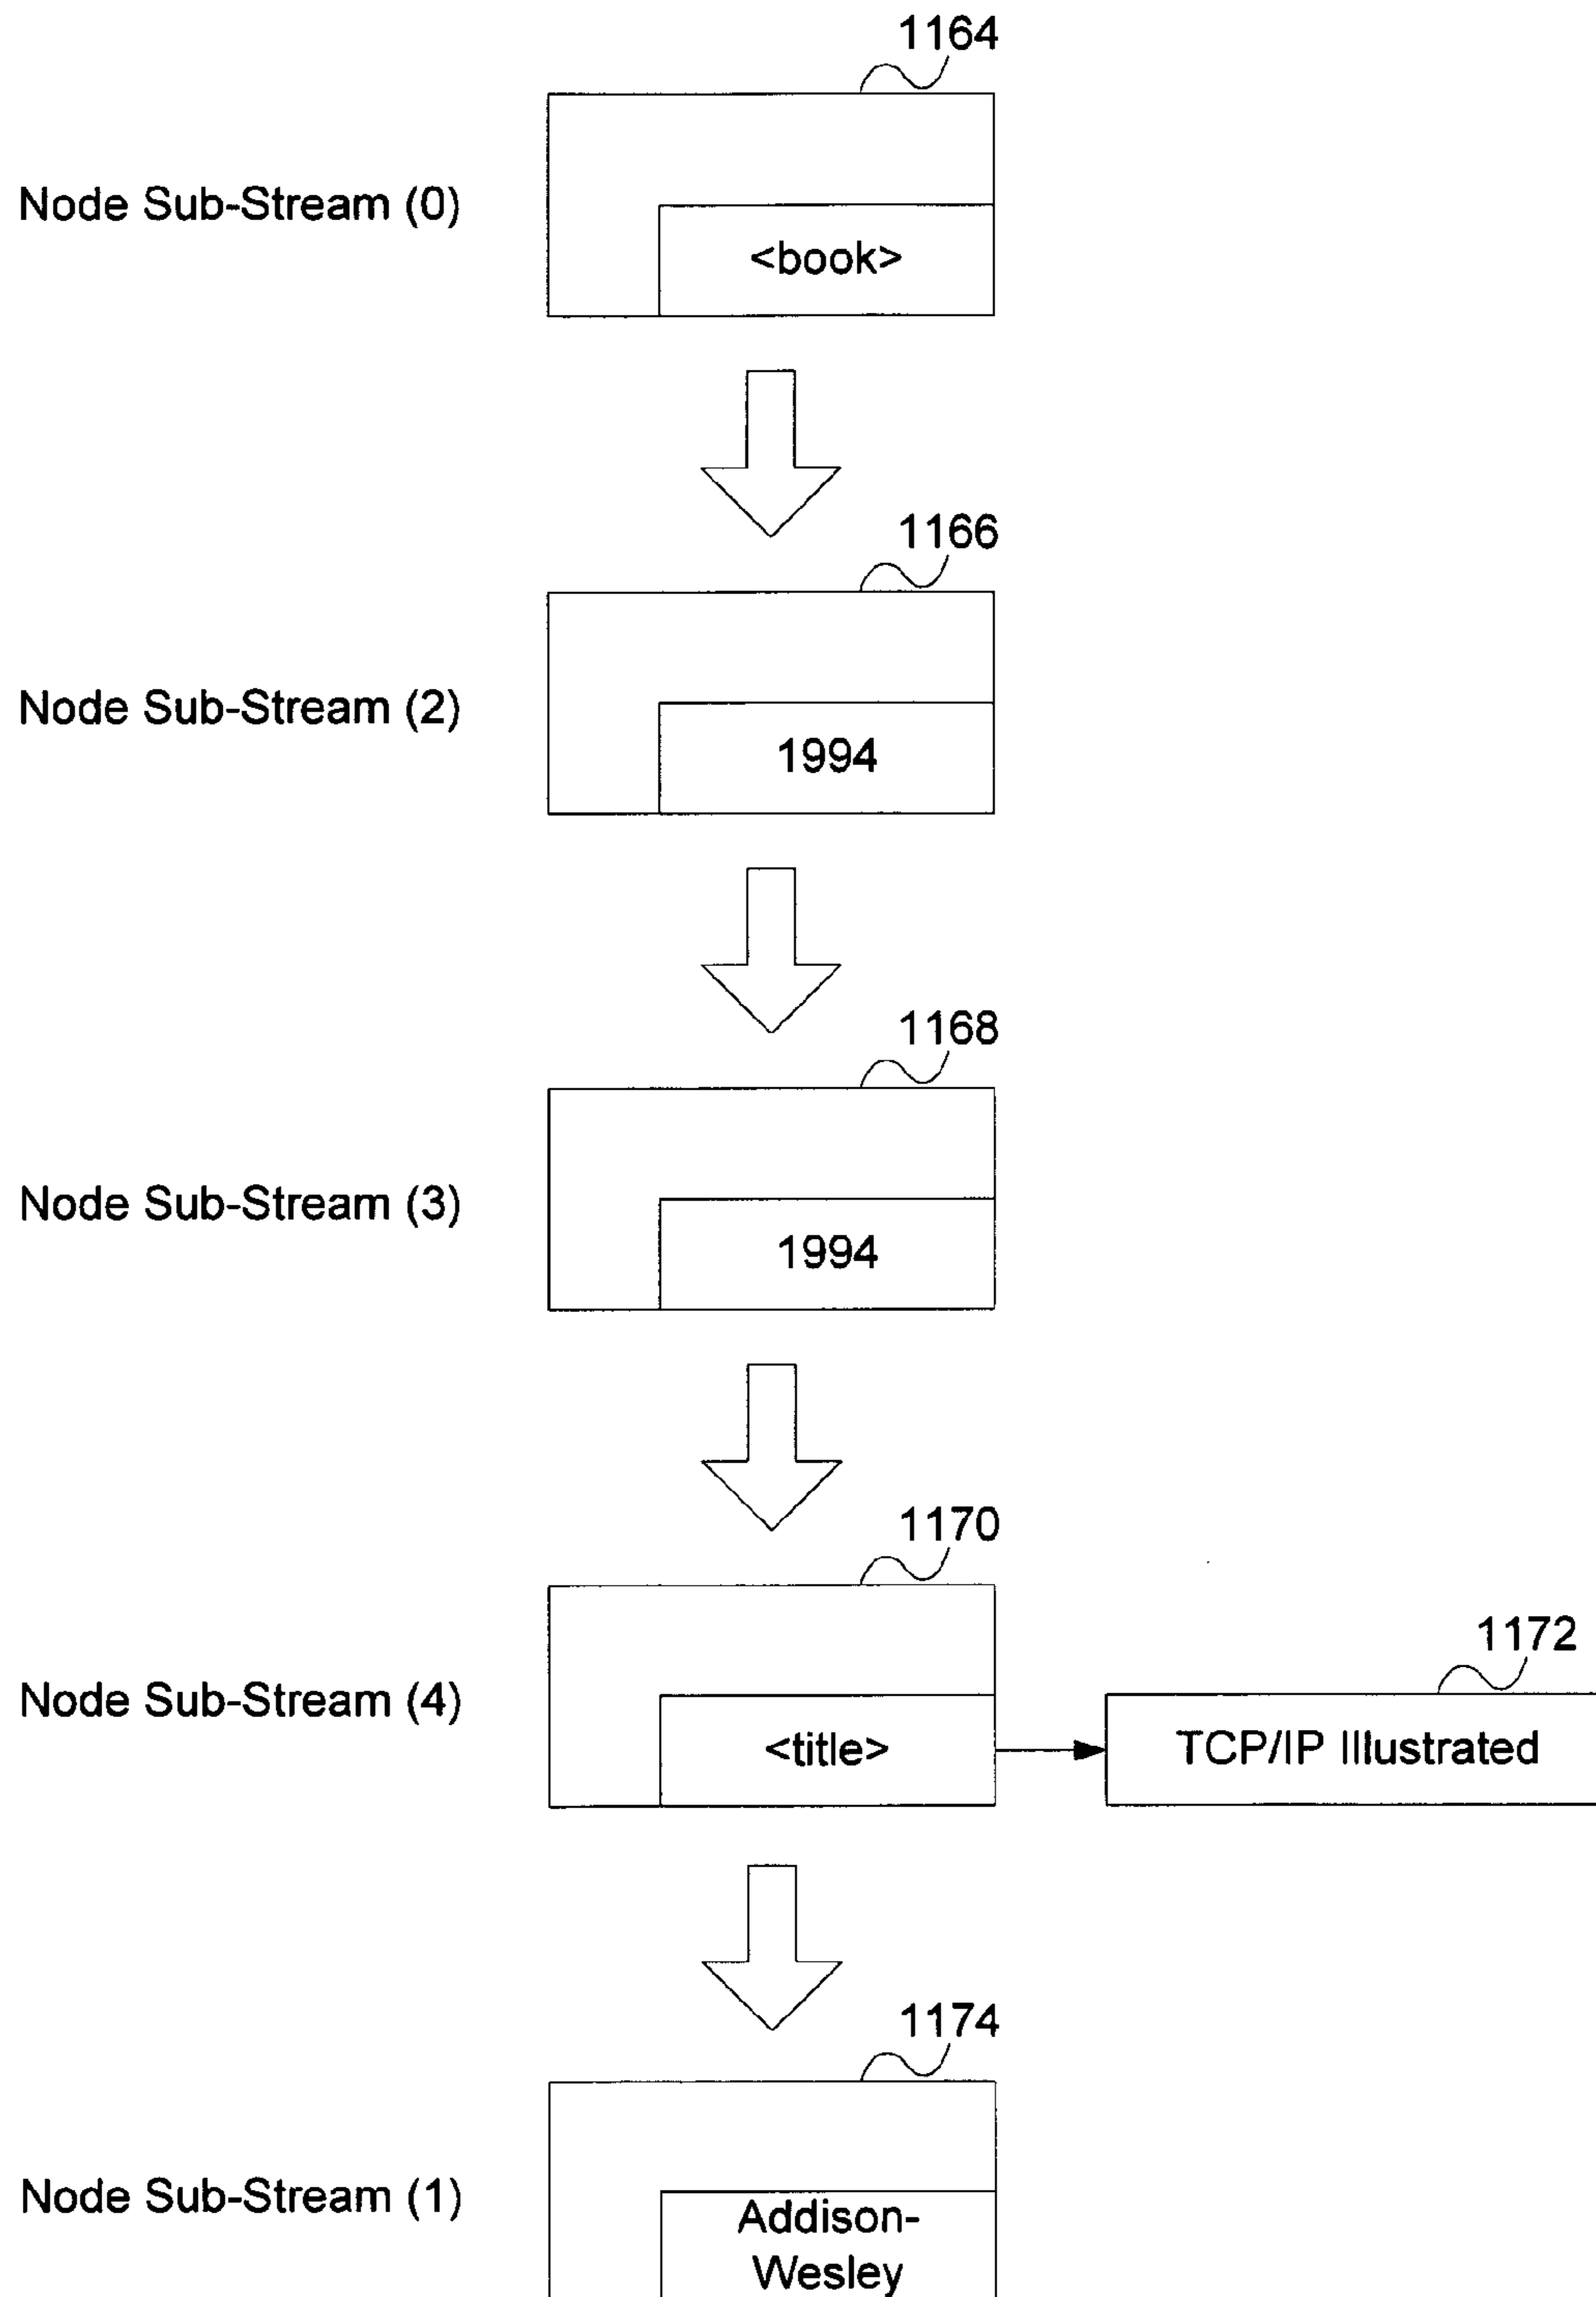 1164
Node Sub-Stream (0)
<book>
1166
Node Sub-Stream (2)
1994
1168
Node Sub-Stream (3)
1994
1170
1172
Node Sub-Stream (4)
<title>
TCP/IP Illustrated
1174
Node Sub-Stream (1)
Addison-
Wesley